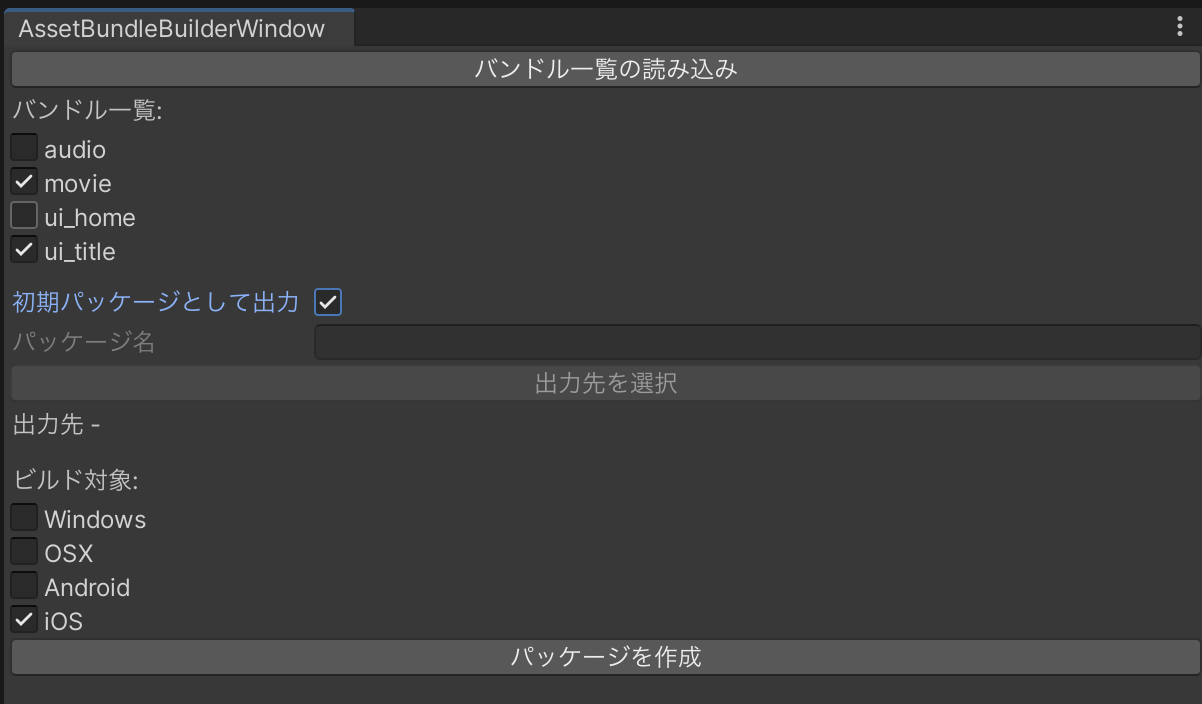 AssetBundleBuilderWindow
バンドル一覧の読み込み
バンドル一覧:
audio
movie
ui_home
ui_title
初期パッケージとして出力
パッケージ名
出力先を選択
出力先 -
ビルド対象:
Windows
OSX
Android
iOS
パッケージを作成